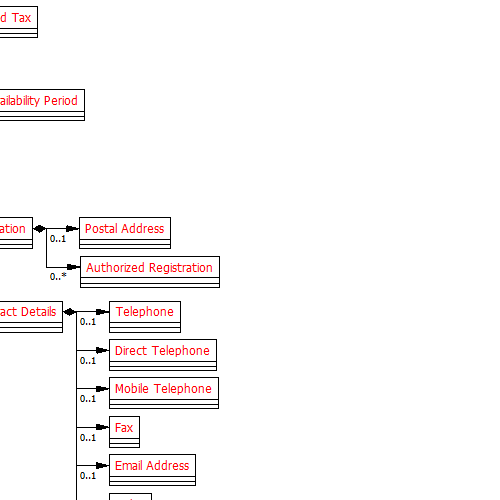 d Tax
ailability Period
ation
Postal Address
0..1
Authorized Registration
0..*
act Details
Telephone
0..1
Direct Telephone
0..1
Mobile Telephone
0..1
Fax
0..1
Email Address
0..1